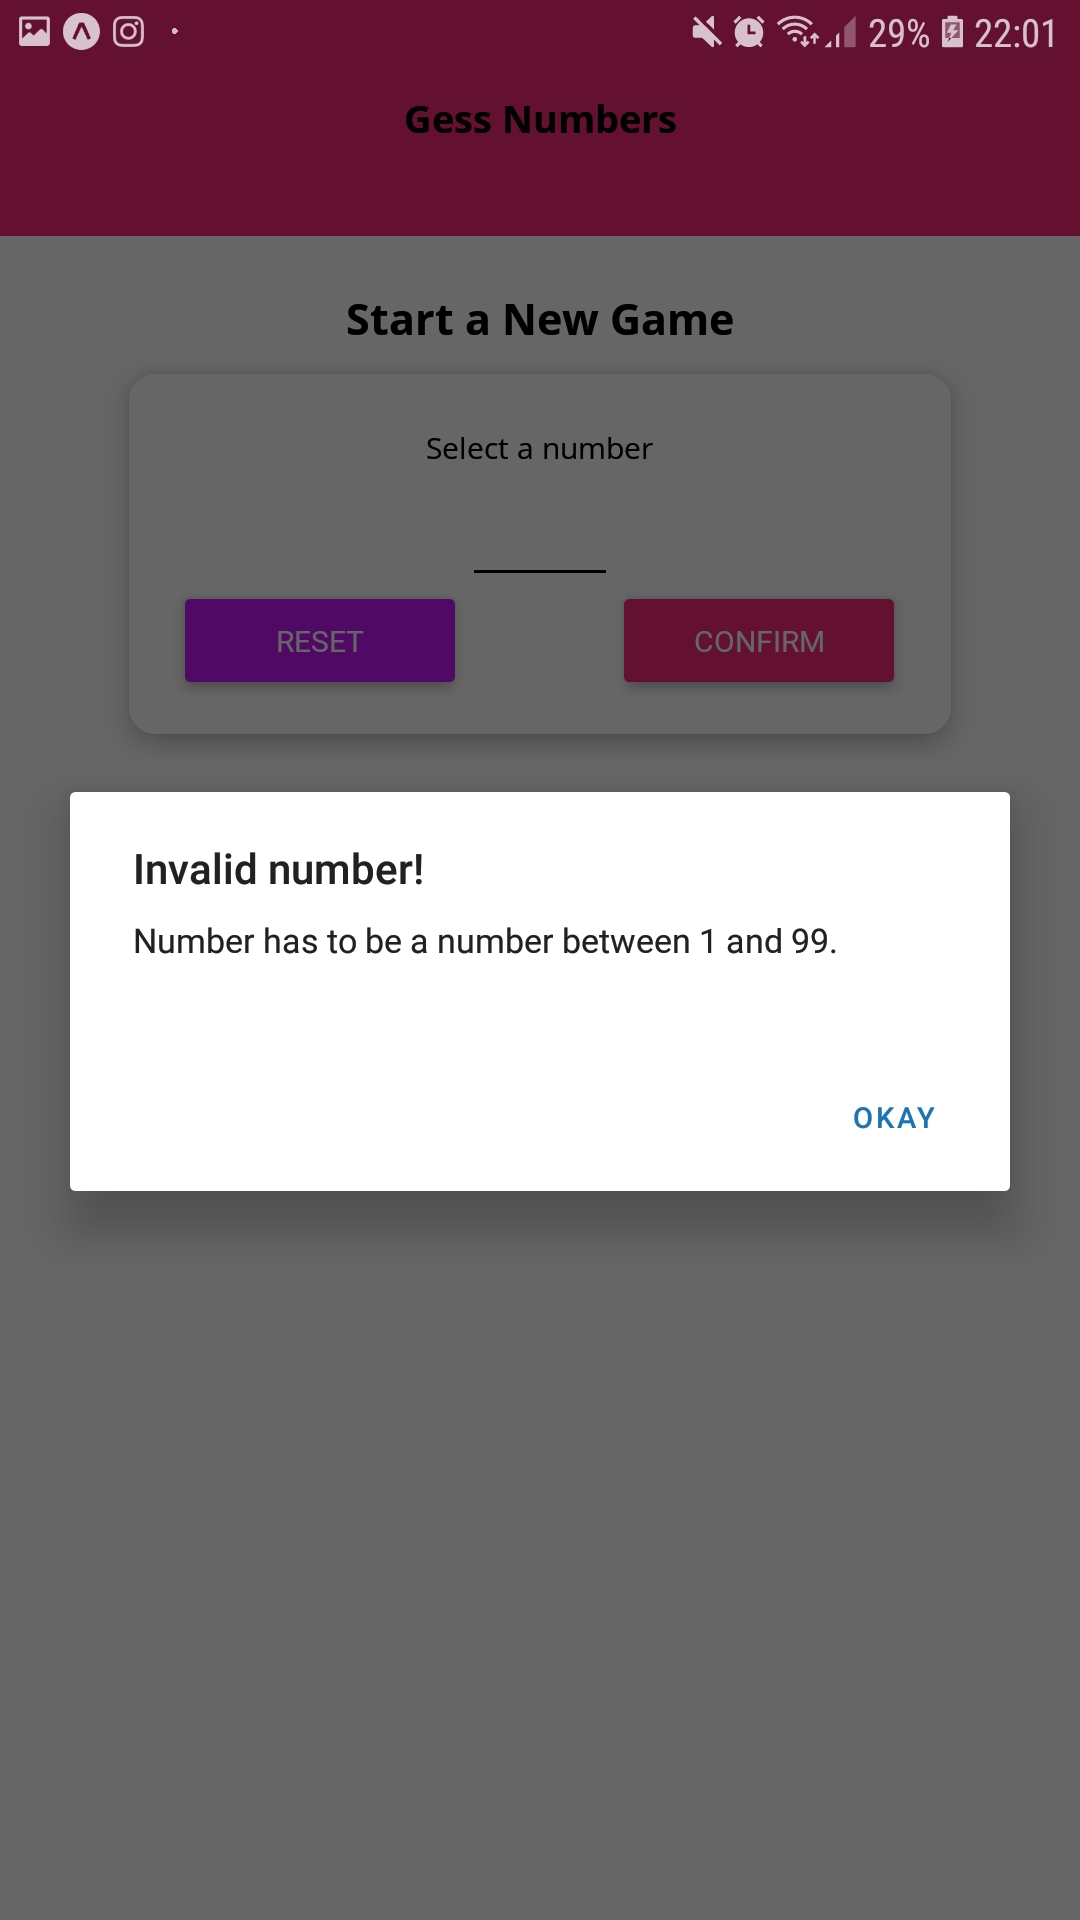 29% 22:01
Gess Numbers
Start a New Game
Select a number
RESET CONFIRM
Invalid number!
Number has to be a number between 1 and 99.
OKAY